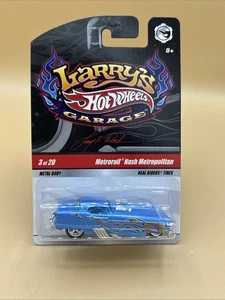 8+
Larry's
Hot Wheels
GARAGE
3 of 20
Metrorail Nash Metropolitan
METAL BODY
REAL RIDERS TIRES